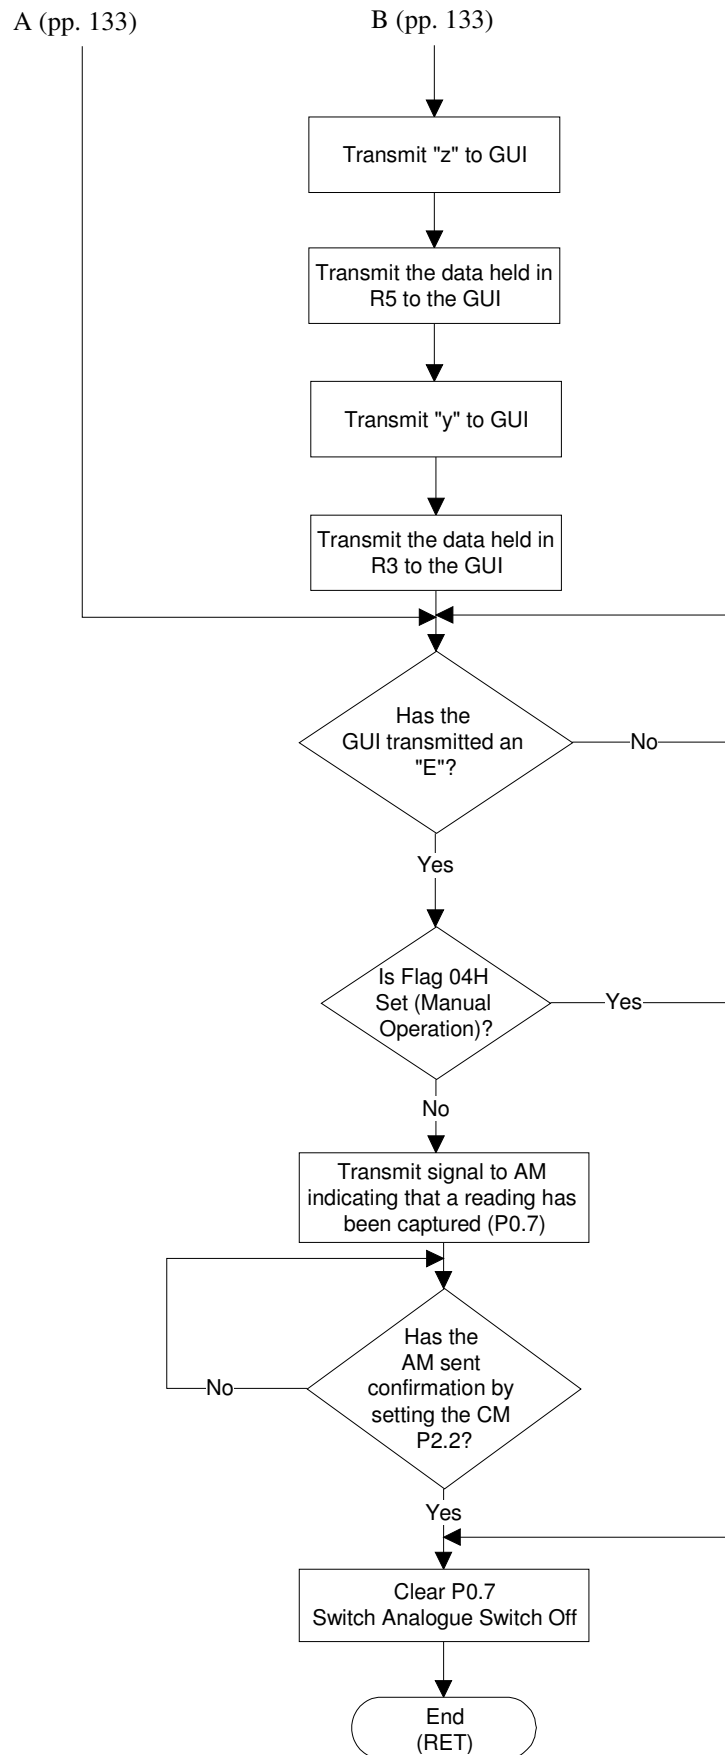 A (pp. 133)
B (pp. 133)
Transmit "z" to GUI
Transmit the data held in
R5 to the GUI
Transmit "y" to GUI
Transmit the data held in
R3 to the GUI
Has the
GUI transmitted an
"E"?
No
Yes
Is Flag 04H
Set (Manual
Operation)?
Yes
No
Transmit signal to AM
indicating that a reading has
been captured (P0.7)
Has the
AM sent
confirmation by
setting the CM
P2.2?
No
Yes
Clear P0.7
Switch Analogue Switch Off
End
(RET)